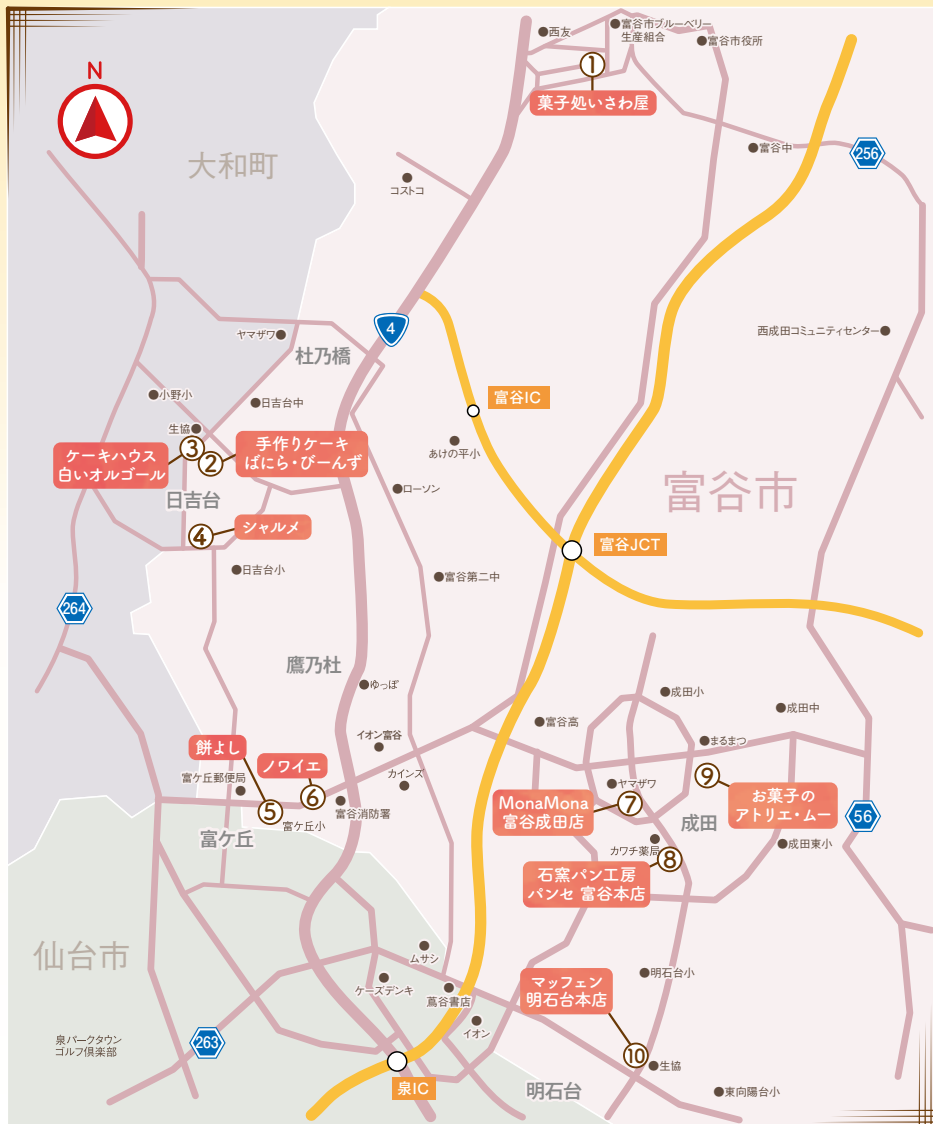 N
西友
富谷市ブルーベリー
生産組合
富谷市役所
①
菓子処いさわ屋
富谷中
256
大和町
コストコ
4
ヤマザワ
杜乃橋
西成田コミュニティセンター
富谷IC
小野小
日吉台中
生協
③
②
ケーキハウス
白いオルゴール
手作りケーキ
ばにら・びーんず
あけの平小
ローソン
富谷市
日吉台
④
シャルメ
富谷JCT
日吉台小
富谷第二中
264
鷹乃杜
ゆっぽ
成田小
成田中
富谷高
イオン富谷
まるまつ
餅よし
ノワイエ
富ケ丘郵便局
カインズ
ヤマザワ
⑨
お菓子の
アトリエ・ムー
⑤
⑥
富ケ丘小
富谷消防署
MonaMona
富谷成田店
⑦
成田
56
富ケ丘
カワチ薬局
⑧
成田東小
石窯パン工房
パンセ 富谷本店
仙台市
ムサシ
ケーズデンキ
蔦谷書店
イオン
マッフェン
明石台本店
明石台小
泉パークタウン
ゴルフ倶楽部
263
泉IC
⑩
生協
明石台
東向陽台小